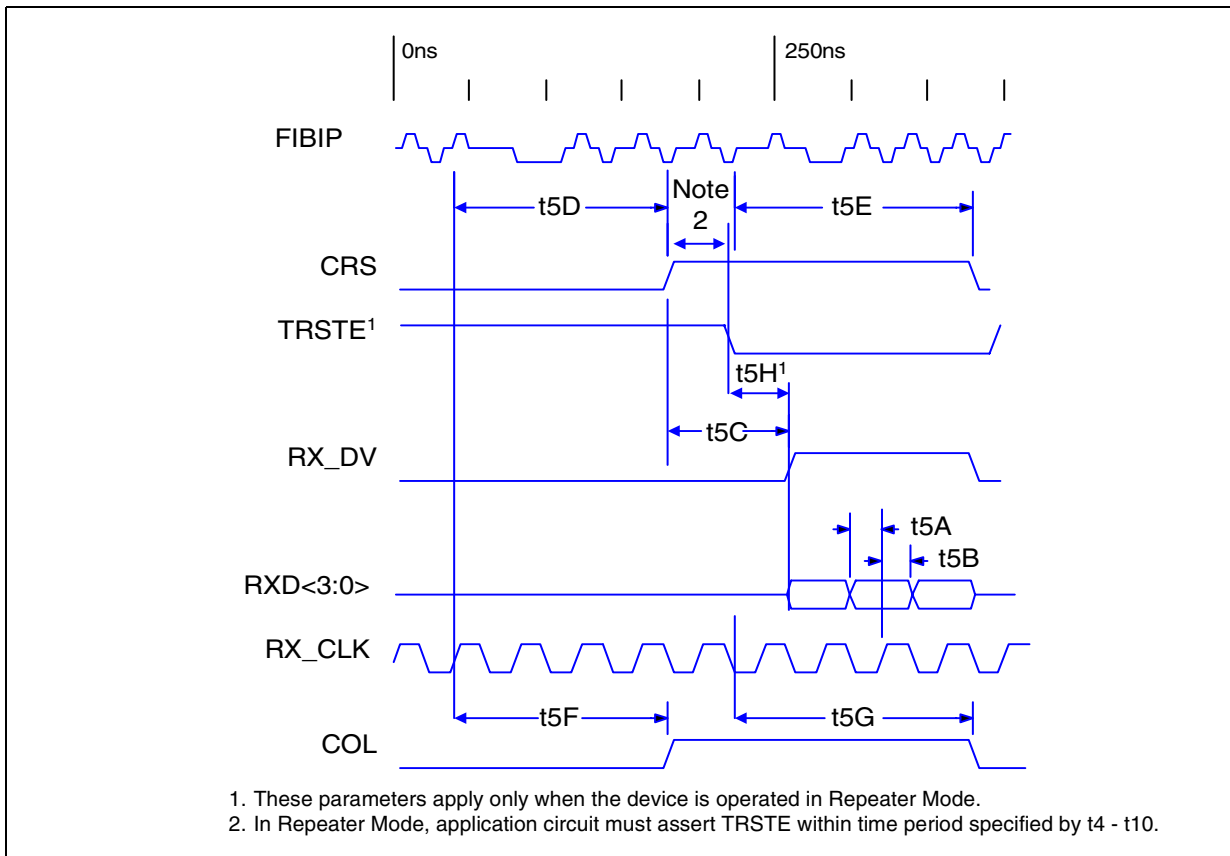 0ns
250ns
FIBIP
Note
2
t5D
t5E
CRS
TRSTE¹
t5H¹
t5C
RX_DV
t5A
t5B
RXD<3:0>
RX_CLK
t5F
t5G
COL
1. These parameters apply only when the device is operated in Repeater Mode.
2. In Repeater Mode, application circuit must assert TRSTE within time period specified by t4 - t10.